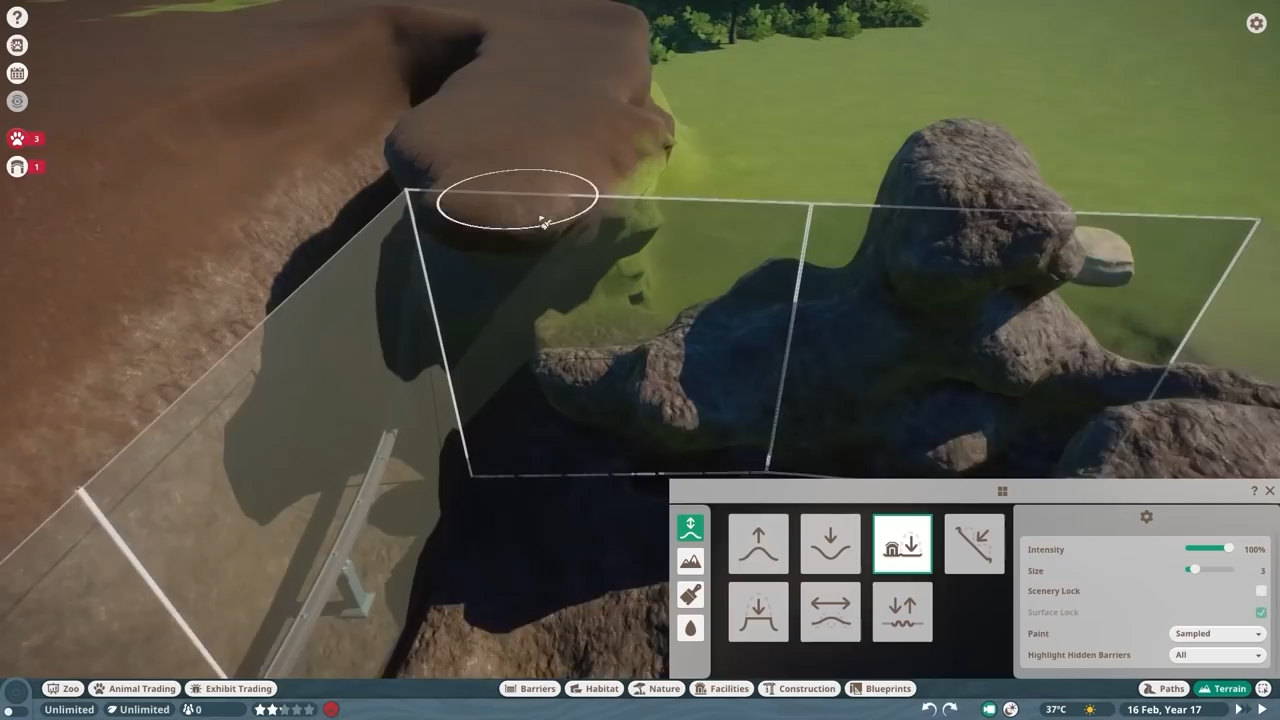 ?
3
1
? ×
Intensity 100%
Size 3
Scenery Lock
Surface Lock
Paint Sampled
Highlight Hidden Barriers All
Zoo Animal Trading Exhibit Trading Barriers Habitat Nature Facilities Construction Blueprints Paths Terrain
Unlimited Unlimited 0 37°C 16 Feb, Year 17